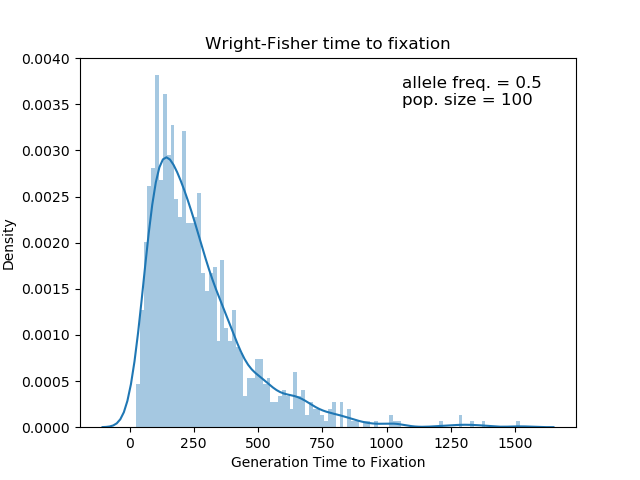 Wright-Fisher time to fixation
allele freq. = 0.5
pop. size = 100
0.0040
0.0035
0.0030
0.0025
0.0020
0.0015
0.0010
0.0005
0.0000
Density
0 250 500 750 1000 1250 1500
Generation Time to Fixation